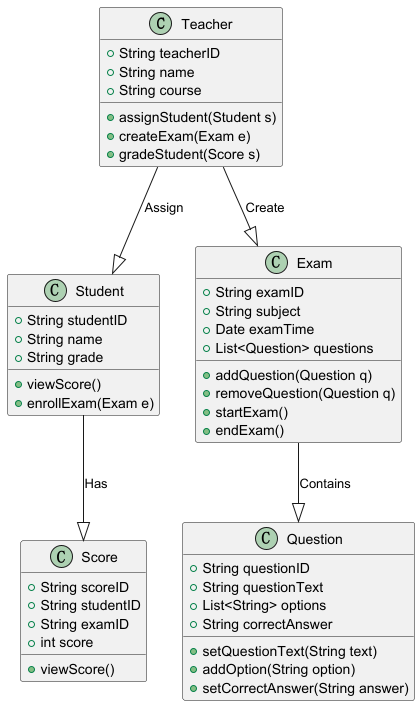 C Teacher
String teacherID
String name
String course
assignStudent(Student s)
createExam(Exam e)
gradeStudent(Score s)
Assign
Create
C Student
String studentID
String name
String grade
viewScore()
enrollExam(Exam e)
C Exam
String examID
String subject
Date examTime
List<Question> questions
addQuestion(Question q)
removeQuestion(Question q)
startExam()
endExam()
Has
Contains
C Score
String scoreID
String studentID
String examID
int score
viewScore()
C Question
String questionID
String questionText
List<String> options
String correctAnswer
setQuestionText(String text)
addOption(String option)
setCorrectAnswer(String answer)